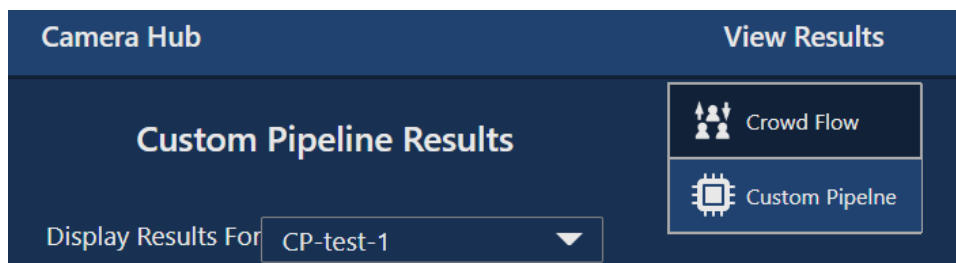 Camera Hub
View Results
Custom Pipeline Results
Crowd Flow
Custom Pipelne
Display Results For
CP-test-1